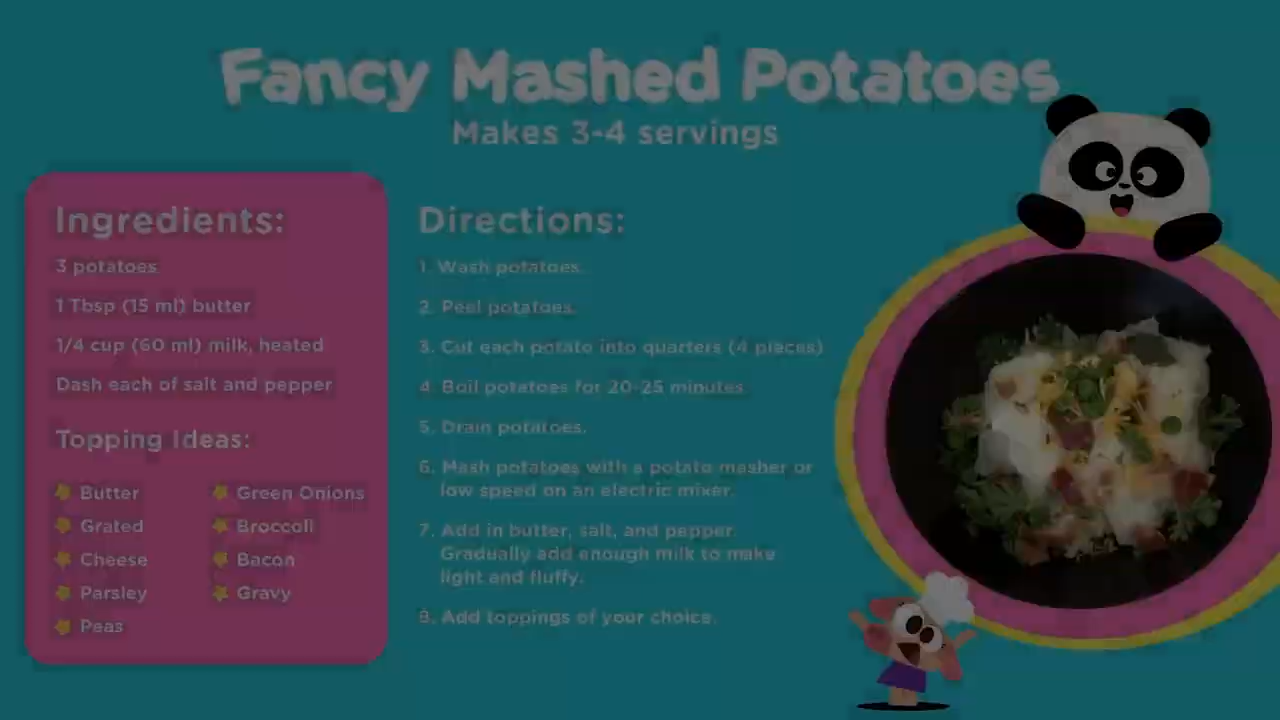 Fancy Mashed Potatoes
Makes 3-4 servings
Ingredients:
3 potatoes
1 Tbsp (15 ml) butter
1/4 cup (60 ml) milk, heated
Dash each of salt and pepper
Topping Ideas:
Butter
Grated
Cheese
Parsley
Peas
Green Onions
Broccoli
Bacon
Gravy
Directions:
1. Wash potatoes.
2. Peel potatoes.
3. Cut each potato into quarters (4 pieces)
4. Boil potatoes for 20-25 minutes.
5. Drain potatoes.
6. Mash potatoes with a potato masher or
low speed on an electric mixer.
7. Add in butter, salt, and pepper.
Gradually add enough milk to make
light and fluffy.
8. Add toppings of your choice.